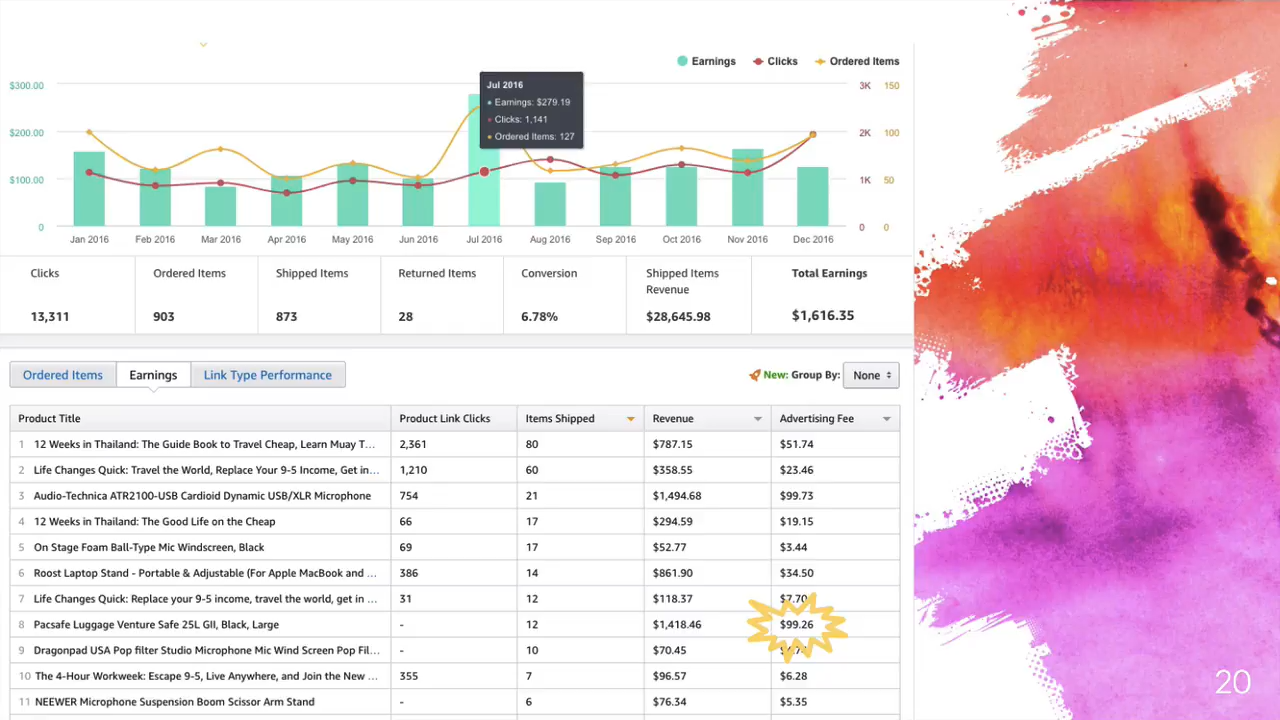 Earnings Clicks Ordered Items
$300.00 3K 150
$200.00 2K 100
$100.00 1K 50
0 0 0
Jul 2016
Earnings: $279.19
Clicks: 1,141
Ordered Items: 127
Jan 2016 Feb 2016 Mar 2016 Apr 2016 May 2016 Jun 2016 Jul 2016 Aug 2016 Sep 2016 Oct 2016 Nov 2016 Dec 2016
Clicks Ordered Items Shipped Items Returned Items Conversion Shipped Items Revenue Total Earnings
13,311 903 873 28 6.78% $28,645.98 $1,616.35
Ordered Items Earnings Link Type Performance New: Group By: None
Product Title Product Link Clicks Items Shipped Revenue Advertising Fee
1 12 Weeks in Thailand: The Guide Book to Travel Cheap, Learn Muay T... 2,361 80 $787.15 $51.74
2 Life Changes Quick: Travel the World, Replace Your 9-5 Income, Get in... 1,210 60 $358.55 $23.46
3 Audio-Technica ATR2100-USB Cardioid Dynamic USB/XLR Microphone 754 21 $1,494.68 $99.73
4 12 Weeks in Thailand: The Good Life on the Cheap 66 17 $294.59 $19.15
5 On Stage Foam Ball-Type Mic Windscreen, Black 69 17 $52.77 $3.44
6 Roost Laptop Stand - Portable & Adjustable (For Apple MacBook and ... 386 14 $861.90 $34.50
7 Life Changes Quick: Replace your 9-5 income, travel the world, get in ... 31 12 $118.37 $7.70
8 Pacsafe Luggage Venture Safe 25L GII, Black, Large - 12 $1,418.46 $99.26
9 Dragonpad USA Pop filter Studio Microphone Mic Wind Screen Pop Fil... - 10 $70.45
10 The 4-Hour Workweek: Escape 9-5, Live Anywhere, and Join the New ... 355 7 $96.57 $6.28
11 NEEWER Microphone Suspension Boom Scissor Arm Stand - 6 $76.34 $5.35
20